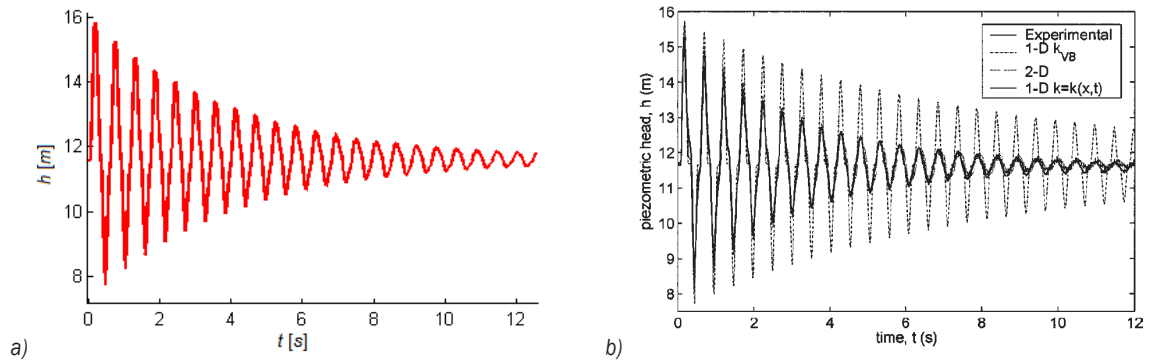 16
14
12
10
8
h [m]
0 2 4 6 8 10 12
t [s]
a)
16
15
14
13
12
11
10
9
8
piezometric head, h (m)
0 2 4 6 8 10 12
time, t (s)
Experimental
1-D k_VB
2-D
1-D k=k(x,t)
b)